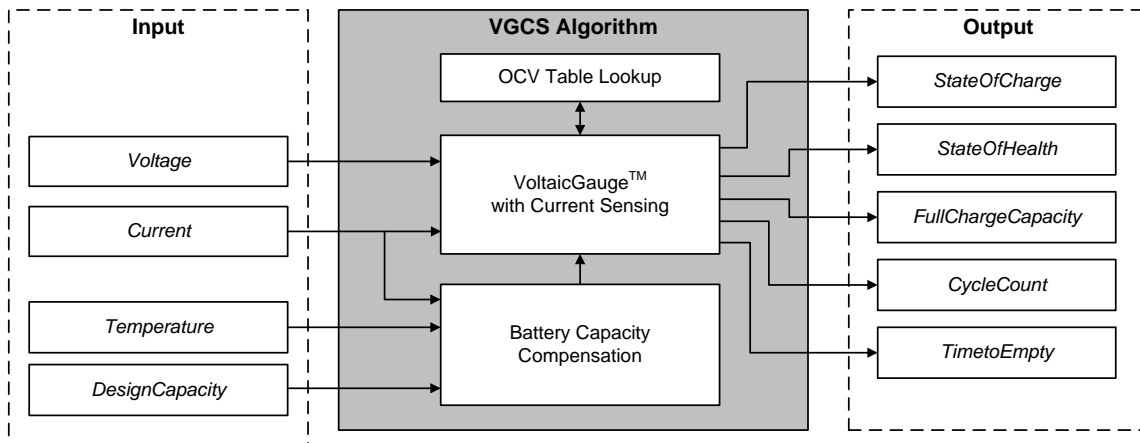 Input
VGCS Algorithm
Output
OCV Table Lookup
StateOfCharge
Voltage
VoltaicGauge™
with Current Sensing
StateOfHealth
Current
FullChargeCapacity
CycleCount
Temperature
Battery Capacity
Compensation
TimetoEmpty
DesignCapacity